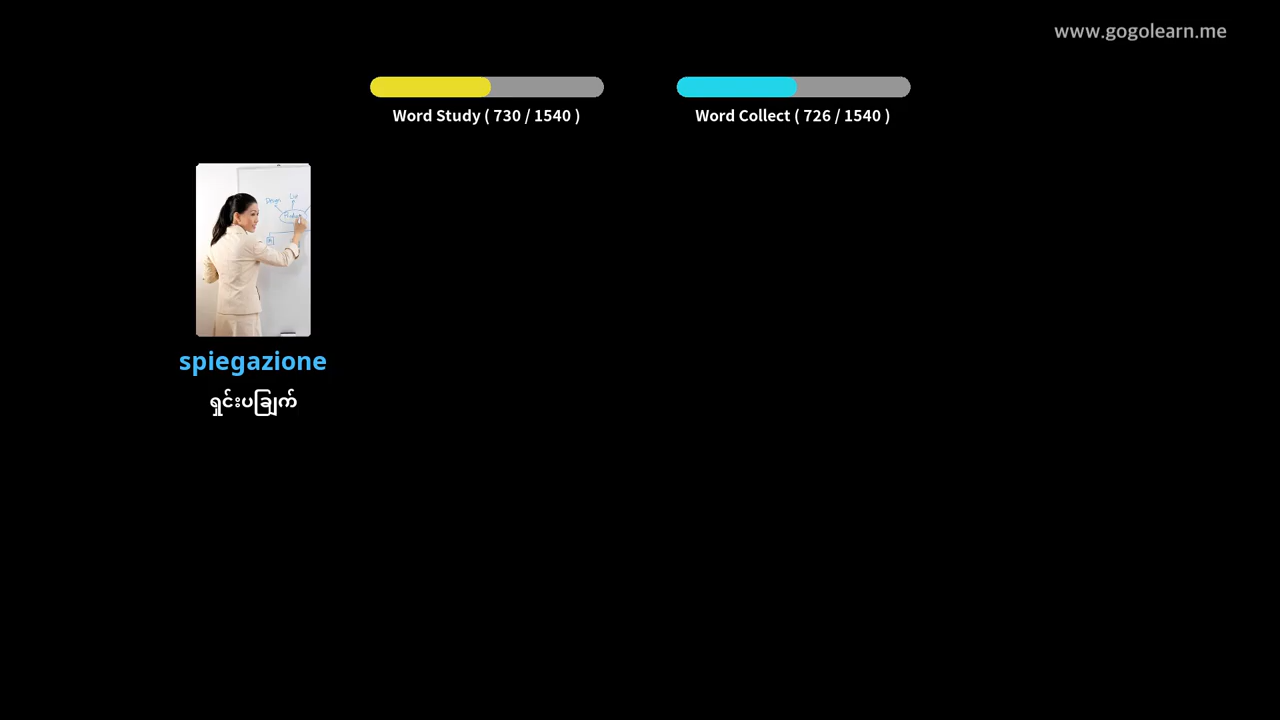 www.gogolearn.me
Word Study ( 730 / 1540 )
Word Collect ( 726 / 1540 )
spiegazione
ရှင်းပခြျက်